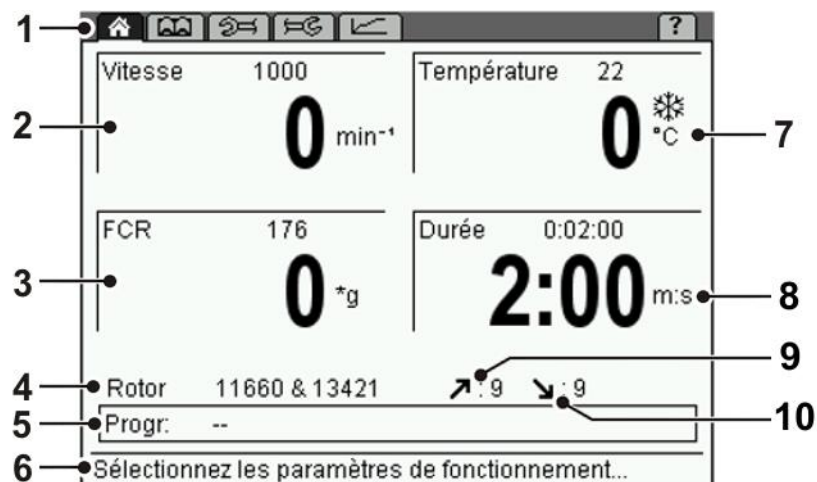 1
?
2
Vitesse 1000
0 min⁻¹
Température 22
0 °C
7
3
FCR 176
0 *g
Durée 0:02:00
2:00 m:s
8
9
4
Rotor 11660 & 13421 ↗: 9 ↘: 9
10
5
Progr: --
6
Sélectionnez les paramètres de fonctionnement...